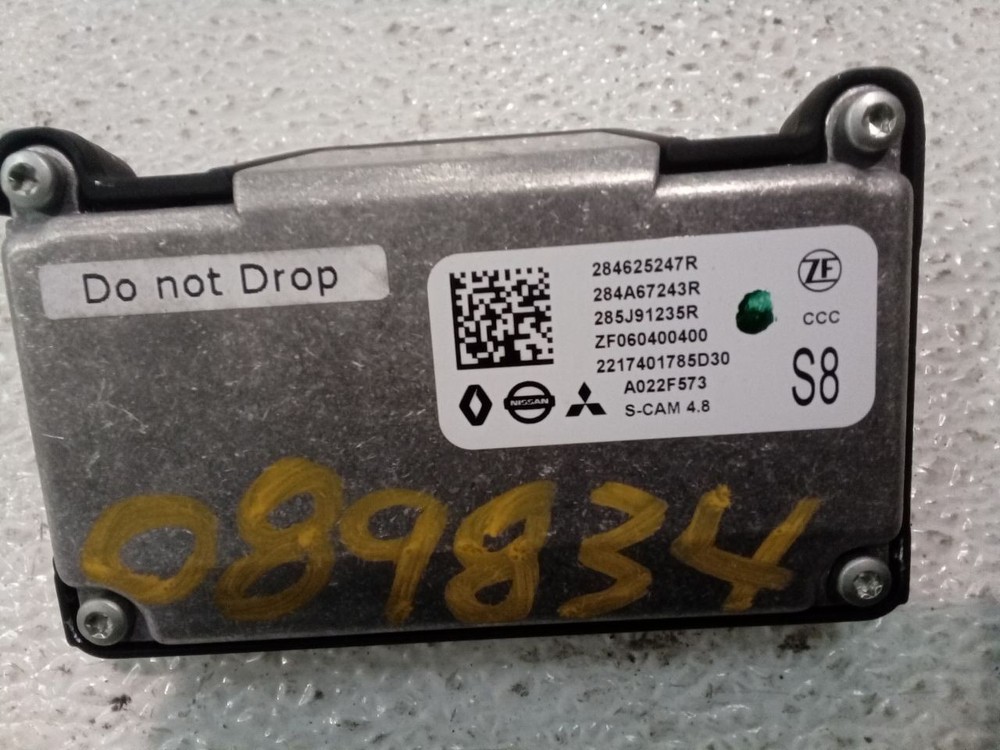 Do not Drop
284625247R
284A67243R
285J91235R
ZF060400400
2217401785D30
A022F573
S-CAM 4.8
NISSAN
ZF
CCC
S8
089834